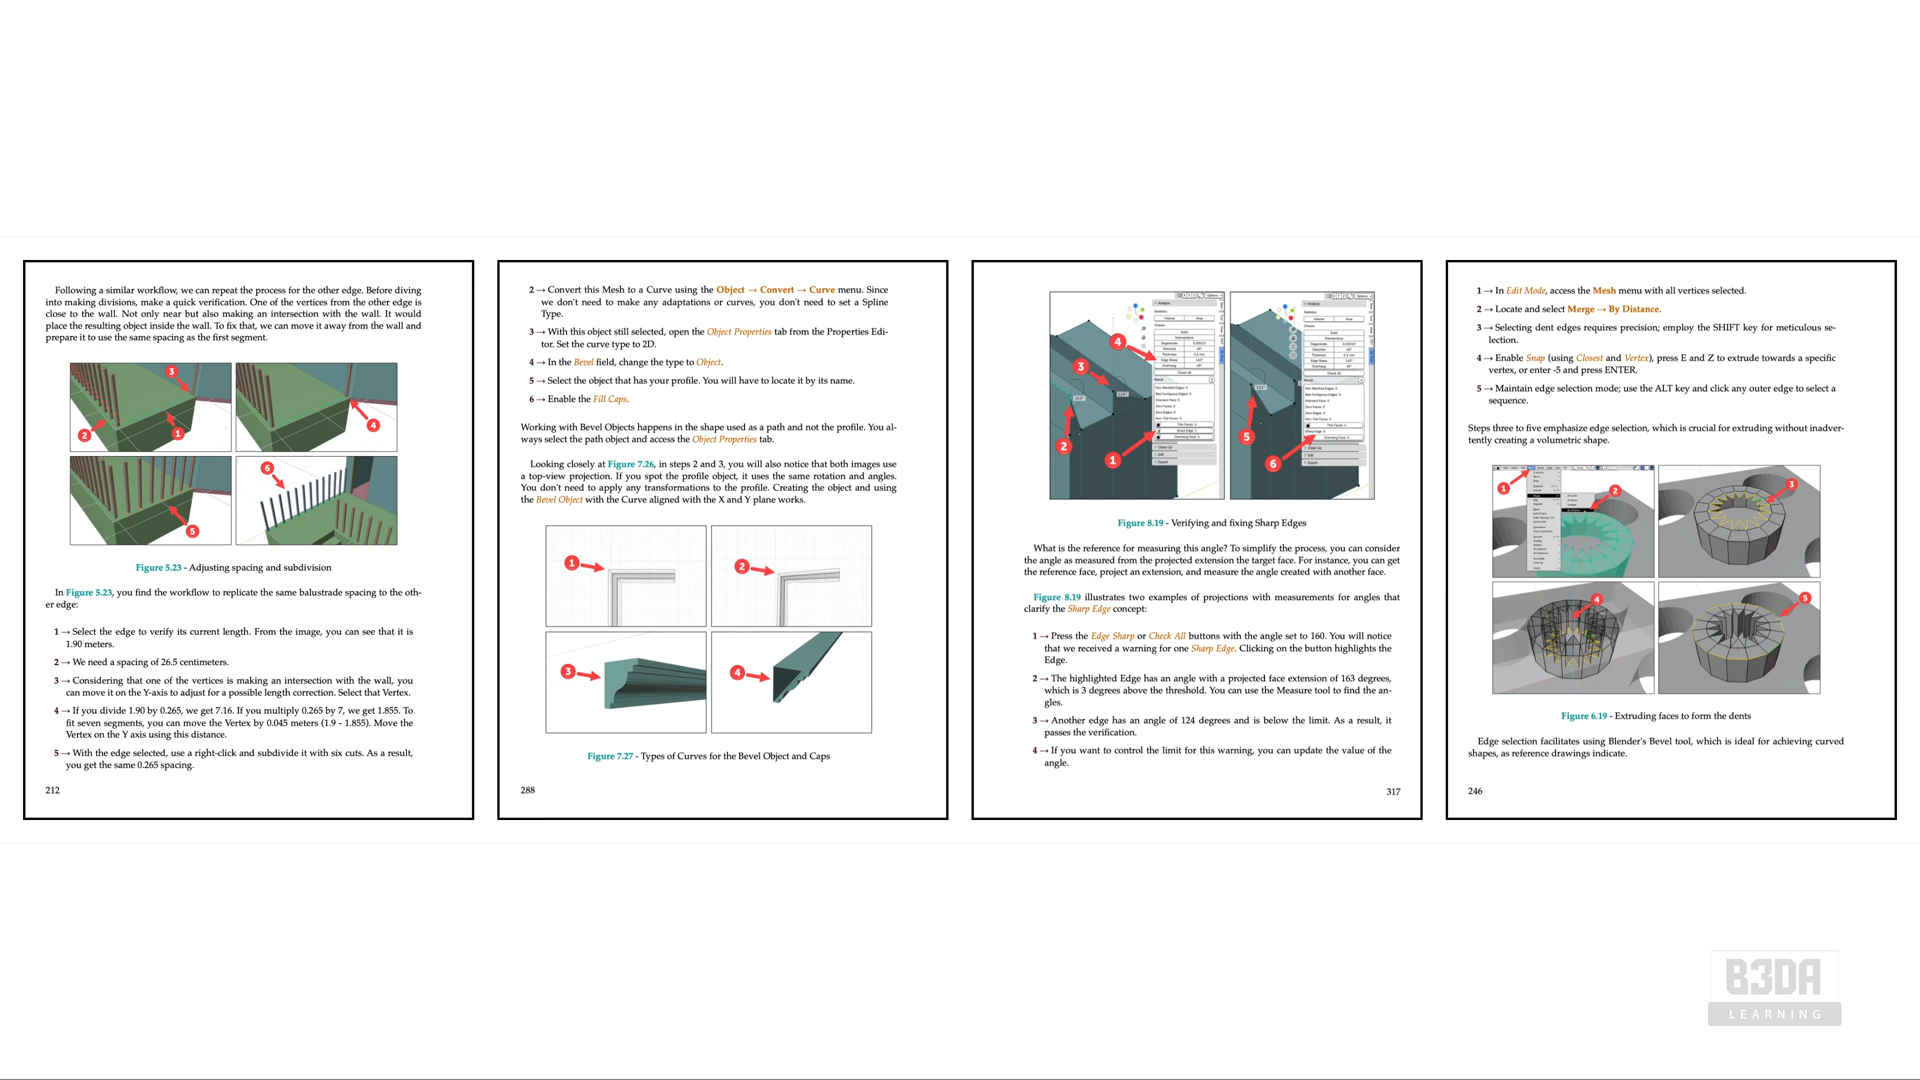 Following a similar workflow, we can repeat the process for the other edge. Before diving
into making divisions, make a quick verification. One of the vertices from the other edge is
close to the wall. Not only near but also making an intersection with the wall. It would
place the resulting object inside the wall. To fix that, we can move it away from the wall and
prepare it to use the same spacing as the first segment.
3
2
1
4
5
6
Figure 5.23 - Adjusting spacing and subdivision
In Figure 5.23, you find the workflow to replicate the same balustrade spacing to the oth-
er edge:
1 → Select the edge to verify its current length. From the image, you can see that it is
1.90 meters.
2 → We need a spacing of 26.5 centimeters.
3 → Considering that one of the vertices is making an intersection with the wall, you
can move it on the Y-axis to adjust for a possible length correction. Select that Vertex.
4 → If you divide 1.90 by 0.265, we get 7.16. If you multiply 0.265 by 7, we get 1.855. To
fit seven segments, you can move the Vertex by 0.045 meters (1.9 - 1.855). Move the
Vertex on the Y axis using this distance.
5 → With the edge selected, use a right-click and subdivide it with six cuts. As a result,
you get the same 0.265 spacing.
212
2 → Convert this Mesh to a Curve using the Object → Convert → Curve menu. Since
we don't need to make any adaptations or curves, you don't need to set a Spline
Type.
3 → With this object still selected, open the Object Properties tab from the Properties Edi-
tor. Set the curve type to 2D.
4 → In the Bevel field, change the type to Object.
5 → Select the object that has your profile. You will have to locate it by its name.
6 → Enable the Fill Caps.
Working with Bevel Objects happens in the shape used as a path and not the profile. You al-
ways select the path object and access the Object Properties tab.
Looking closely at Figure 7.26, in steps 2 and 3, you will also notice that both images use
a top-view projection. If you spot the profile object, it uses the same rotation and angles.
You don't need to apply any transformations to the profile. Creating the object and using
the Bevel Object with the Curve aligned with the X and Y plane works.
1
2
3
4
Figure 7.27 - Types of Curves for the Bevel Object and Caps
288
4
3
2
1
5
6
Figure 8.19 - Verifying and fixing Sharp Edges
What is the reference for measuring this angle? To simplify the process, you can consider
the angle as measured from the projected extension the target face. For instance, you can get
the reference face, project an extension, and measure the angle created with another face.
Figure 8.19 illustrates two examples of projections with measurements for angles that
clarify the Sharp Edge concept:
1 → Press the Edge Sharp or Check All buttons with the angle set to 160. You will notice
that we received a warning for one Sharp Edge. Clicking on the button highlights the
Edge.
2 → The highlighted Edge has an angle with a projected face extension of 163 degrees,
which is 3 degrees above the threshold. You can use the Measure tool to find the an-
gles.
3 → Another edge has an angle of 124 degrees and is below the limit. As a result, it
passes the verification.
4 → If you want to control the limit for this warning, you can update the value of the
angle.
317
1 → In Edit Mode, access the Mesh menu with all vertices selected.
2 → Locate and select Merge → By Distance.
3 → Selecting dent edges requires precision; employ the SHIFT key for meticulous se-
lection.
4 → Enable Snap (using Closest and Vertex), press E and Z to extrude towards a specific
vertex, or enter -5 and press ENTER.
5 → Maintain edge selection mode; use the ALT key and click any outer edge to select a
sequence.
Steps three to five emphasize edge selection, which is crucial for extruding without inadver-
tently creating a volumetric shape.
1
2
3
4
5
Figure 6.19 - Extruding faces to form the dents
Edge selection facilitates using Blender's Bevel tool, which is ideal for achieving curved
shapes, as reference drawings indicate.
246
B3DA
LEARNING